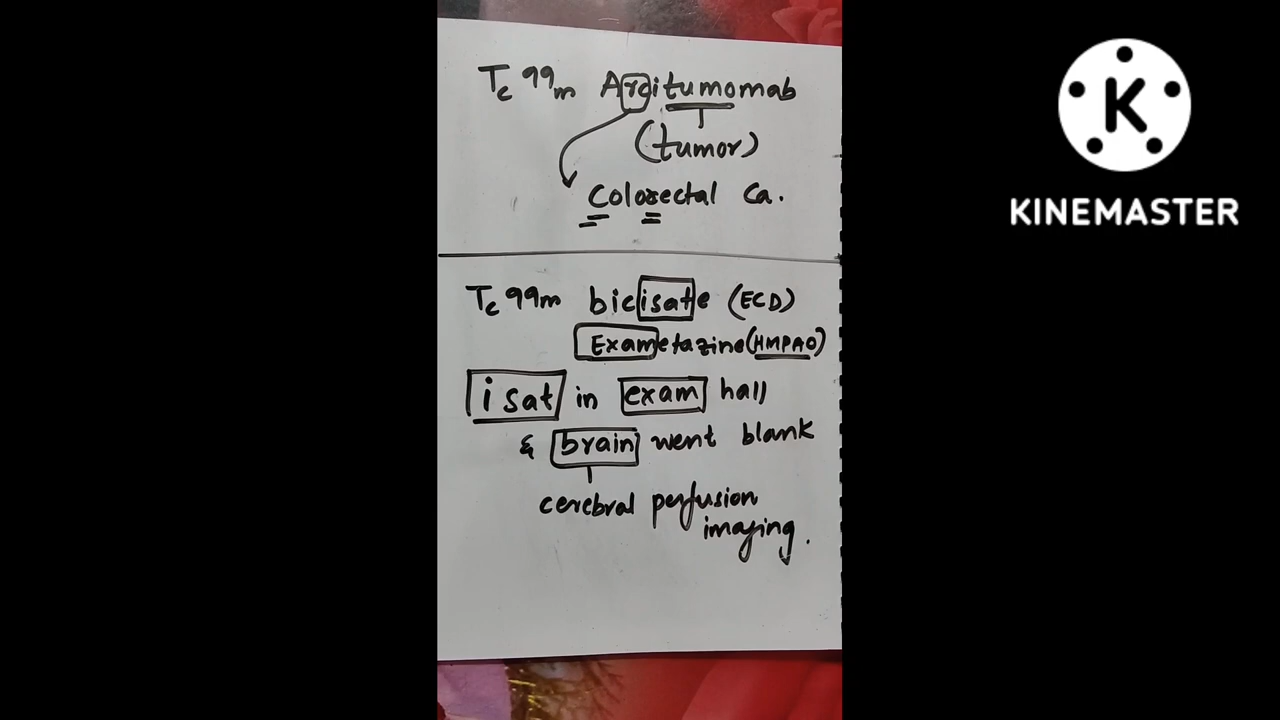 Tc 99m Arcitumomab
(tumor)
Colorectal Ca.
Tc 99m bicisate (ECD)
Exametazine (HMPAO)
i sat in exam hall
& brain went blank
cerebral perfusion
imaging.
K
KINEMASTER